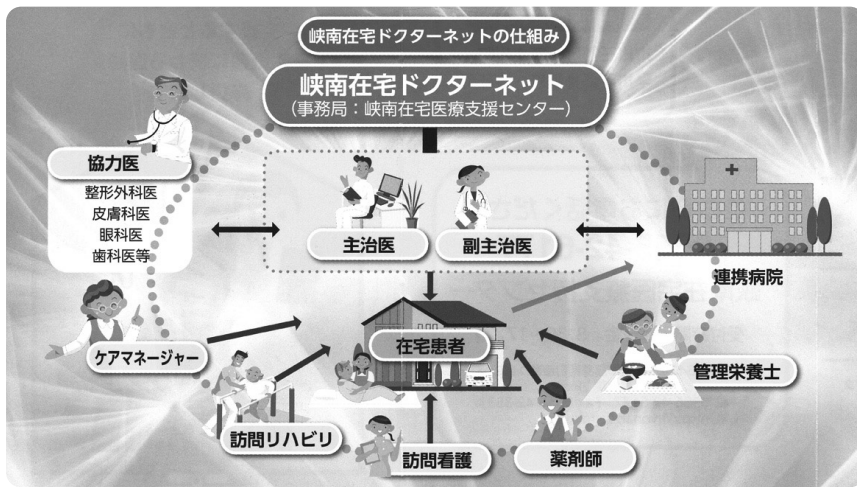 峡南在宅ドクターネットの仕組み
峡南在宅ドクターネット
（事務局：峡南在宅医療支援センター）
協力医
整形外科医
皮膚科医
眼科医
歯科医等
主治医
副主治医
連携病院
在宅患者
ケアマネージャー
管理栄養士
訪問リハビリ
訪問看護
薬剤師